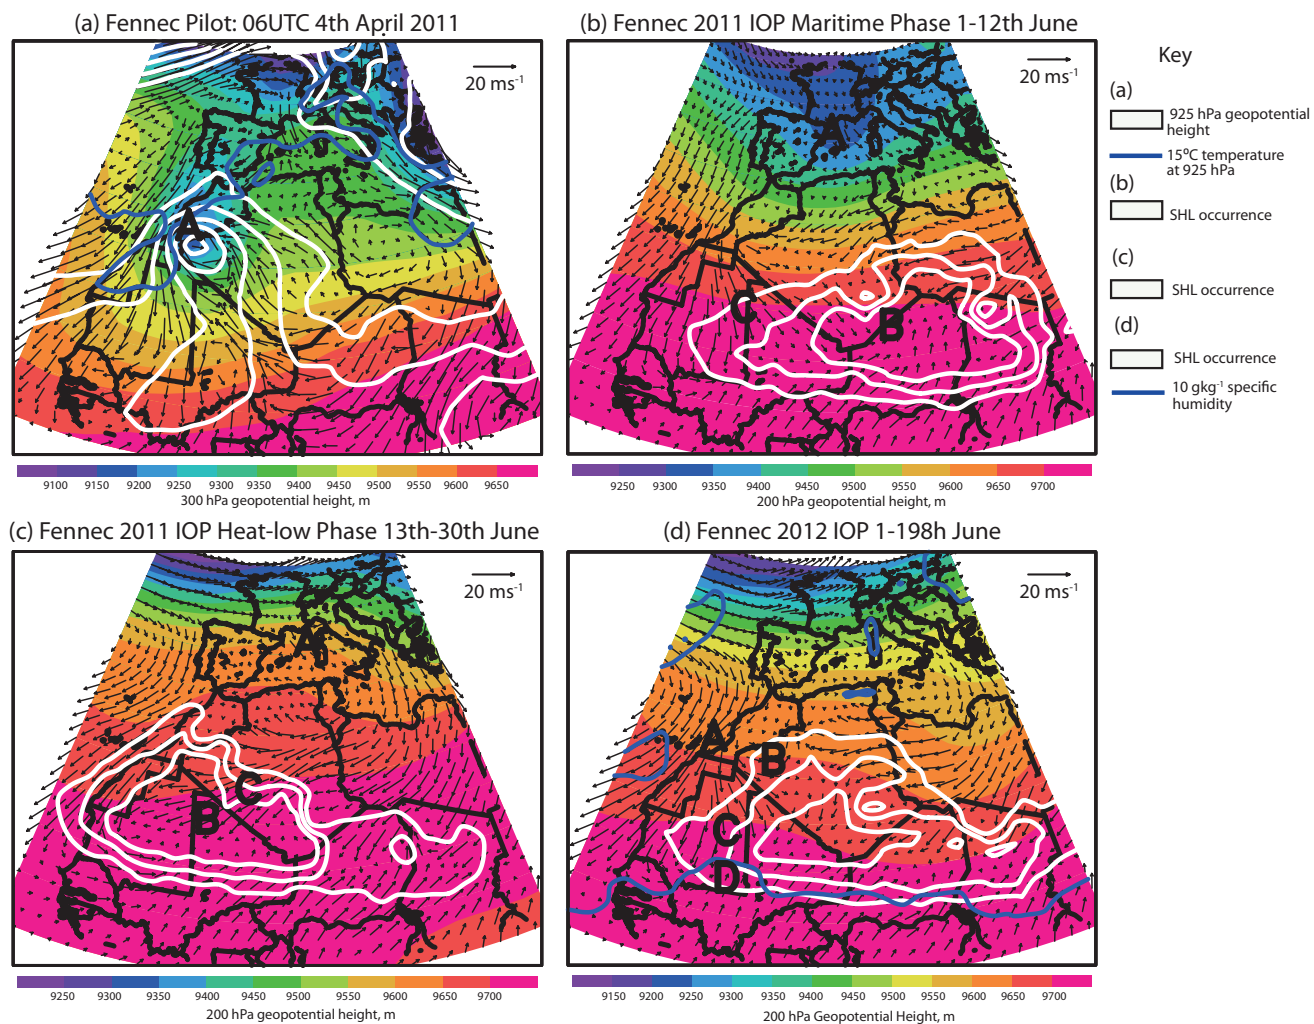 (a) Fennec Pilot: 06UTC 4th April 2011
20 ms-1
A
9100 9150 9200 9250 9300 9350 9400 9450 9500 9550 9600 9650
300 hPa geopotential height, m
(b) Fennec 2011 IOP Maritime Phase 1-12th June
20 ms-1
A
C
B
9250 9300 9350 9400 9450 9500 9550 9600 9650 9700
200 hPa geopotential height, m
Key
(a)
925 hPa geopotential
height
15°C temperature
at 925 hPa
(b)
SHL occurrence
(c)
SHL occurrence
(d)
SHL occurrence
10 gkg-1 specific
humidity
(c) Fennec 2011 IOP Heat-low Phase 13th-30th June
20 ms-1
A
C
B
9250 9300 9350 9400 9450 9500 9550 9600 9650 9700
200 hPa geopotential height, m
(d) Fennec 2012 IOP 1-198h June
20 ms-1
A
B
C
D
9150 9200 9250 9300 9350 9400 9450 9500 9550 9600 9650 9700
200 hPa Geopotential Height, m